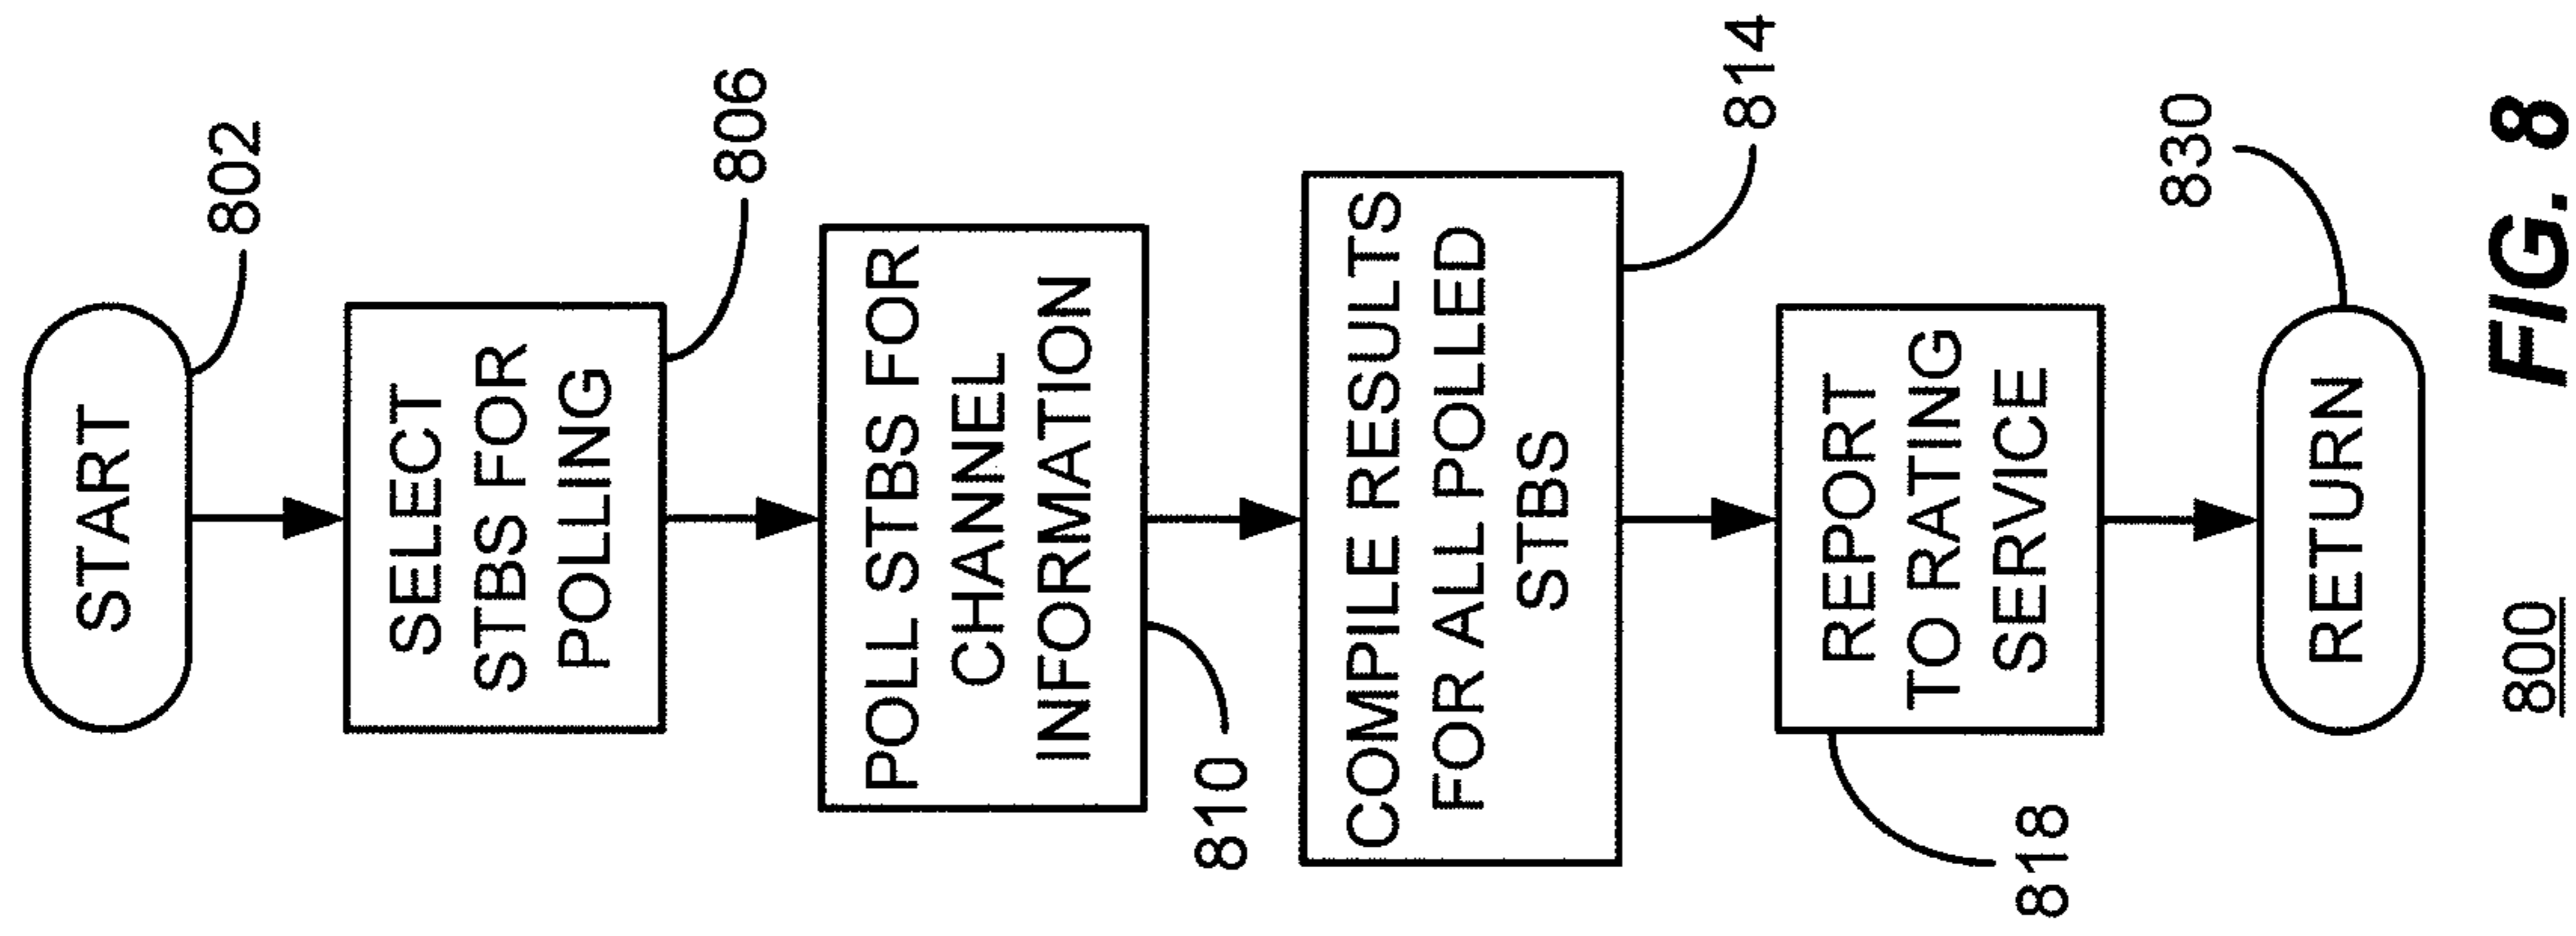 START
802
SELECT
STBS FOR
POLLING
806
POLL STBS FOR
CHANNEL
INFORMATION
810
COMPILE RESULTS
FOR ALL POLLED
STBS
814
REPORT
TO RATING
SERVICE
818
RETURN
830
800
FIG. 8